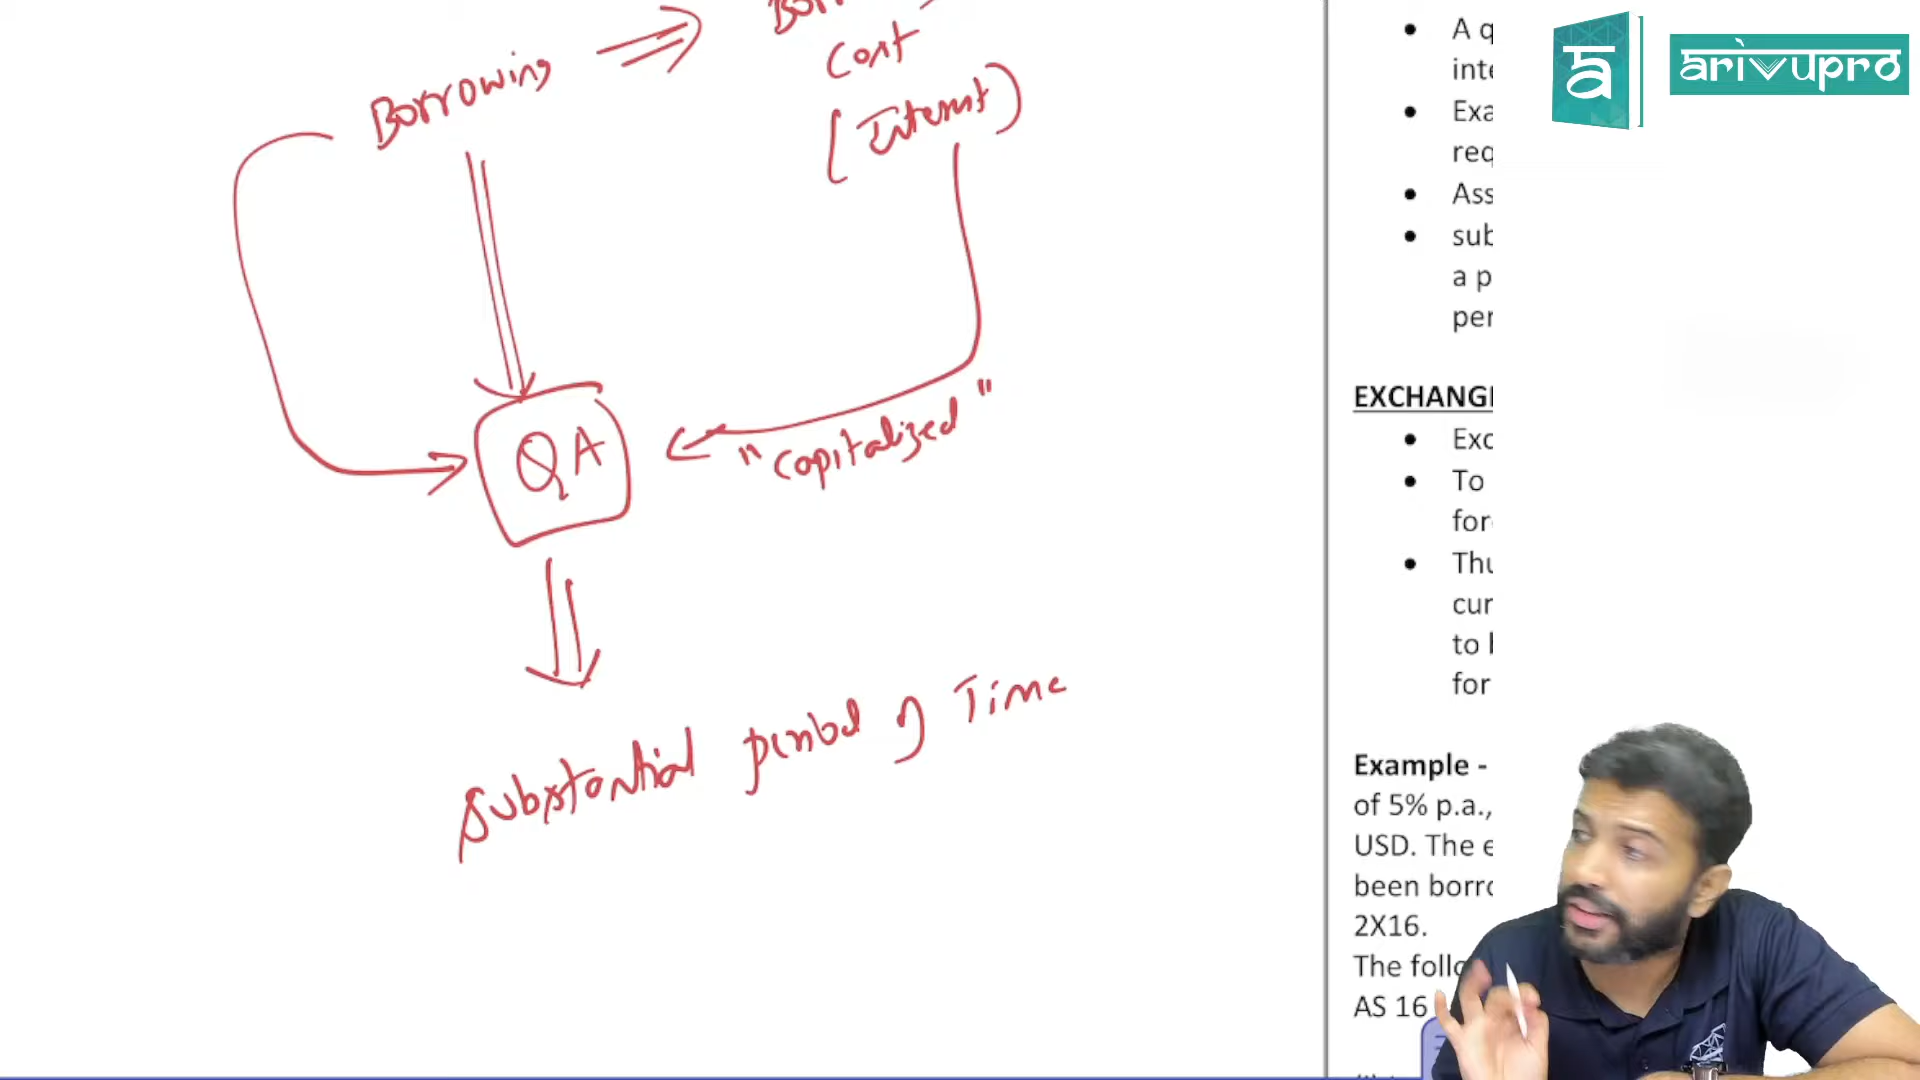 Borrowing
Cost
(Interest)
QA
"Capitalized"
Substantial period of Time
A q
inte
Exa
req
Ass
sub
a p
per
EXCHANG
Exc
To
for
Thu
cur
to
for
Example -
of 5% p.a.,
USD. The e
been borro
2X16.
The follo
AS 16
ā
arivupro